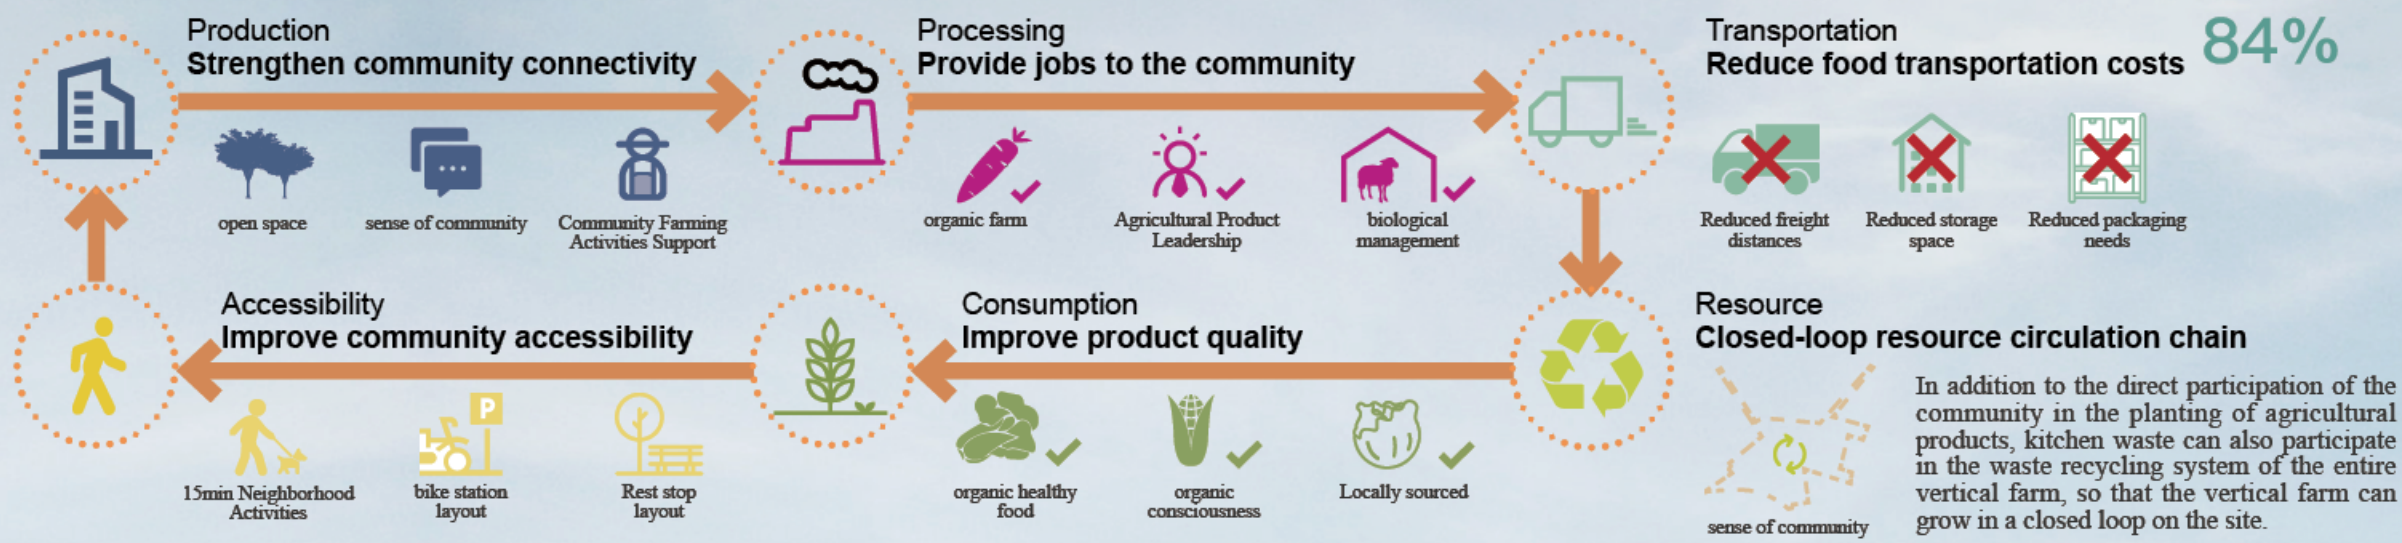 Production
Strengthen community connectivity
open space
sense of community
Community Farming
Activities Support
Processing
Provide jobs to the community
organic farm
Agricultural Product
Leadership
biological
management
Transportation
Reduce food transportation costs
84%
Reduced freight
distances
Reduced storage
space
Reduced packaging
needs
Accessibility
Improve community accessibility
15min Neighborhood
Activities
P
bike station
layout
Rest stop
layout
Consumption
Improve product quality
organic healthy
food
organic
consciousness
Locally sourced
Resource
Closed-loop resource circulation chain
sense of community
In addition to the direct participation of the
community in the planting of agricultural
products, kitchen waste can also participate
in the waste recycling system of the entire
vertical farm, so that the vertical farm can
grow in a closed loop on the site.